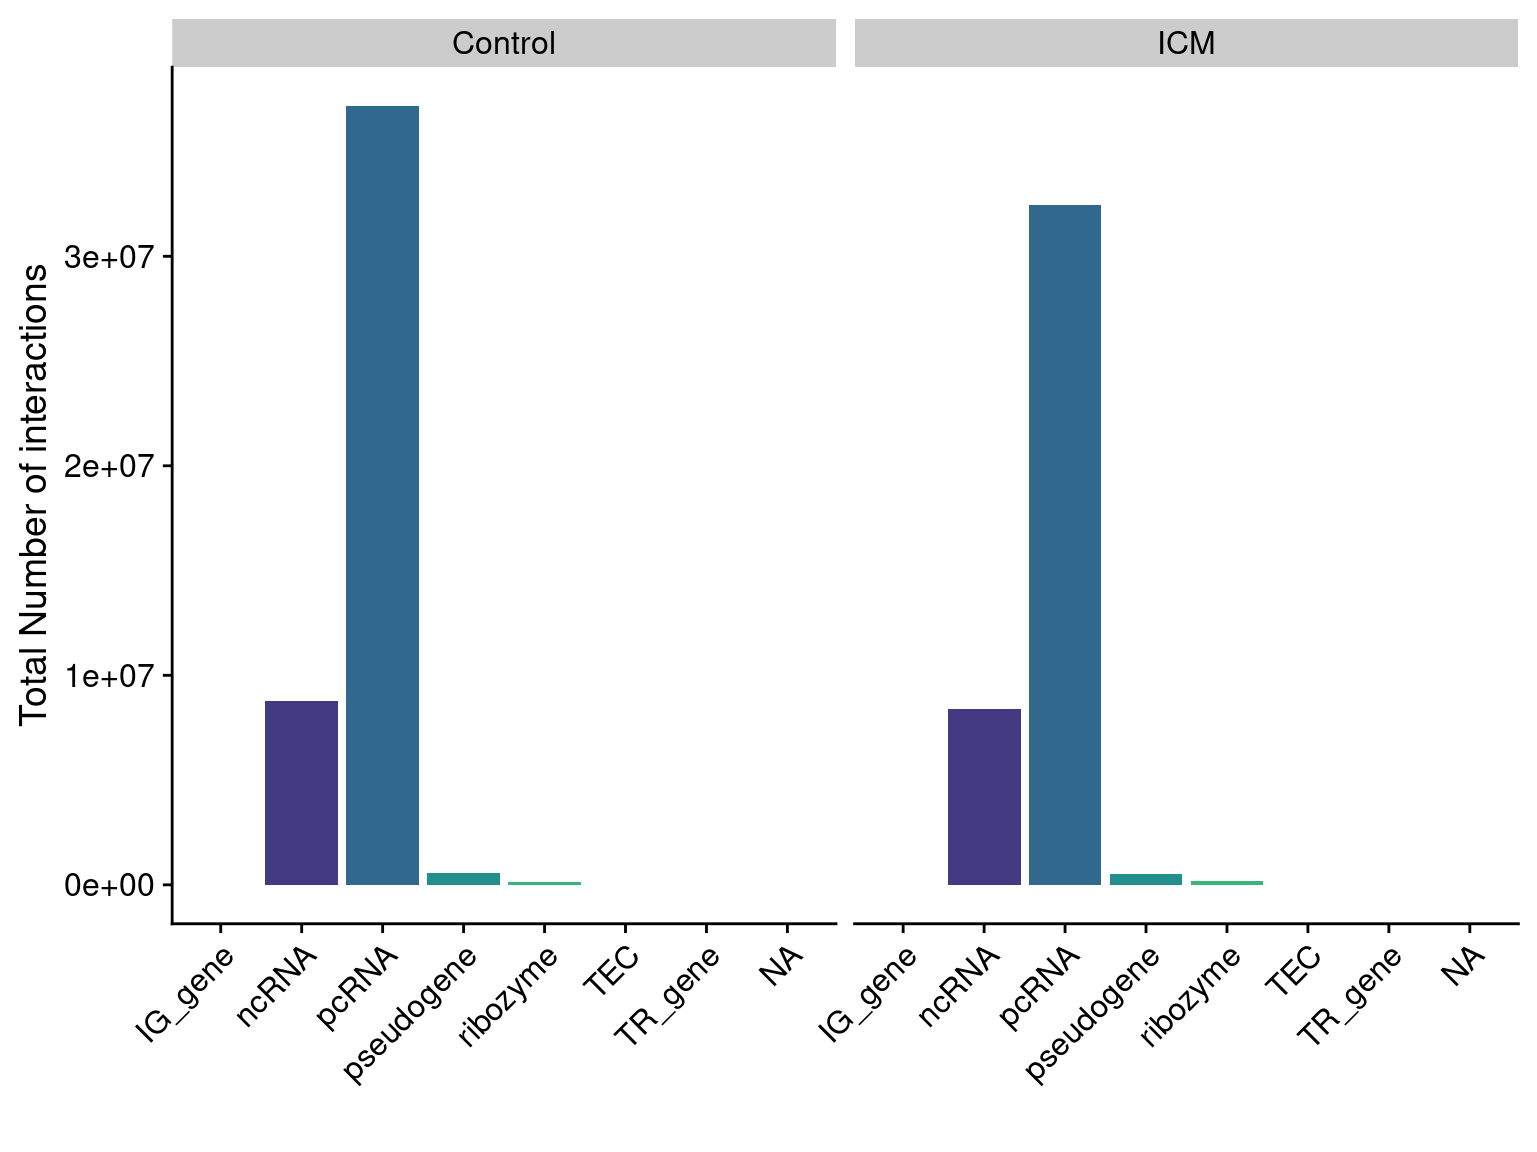 Control
ICM
Total Number of interactions
3e+07
2e+07
1e+07
0e+00
IG_gene
ncRNA
pcRNA
pseudogene
ribozyme
TEC
TR_gene
NA
IG_gene
ncRNA
pcRNA
pseudogene
ribozyme
TEC
TR_gene
NA